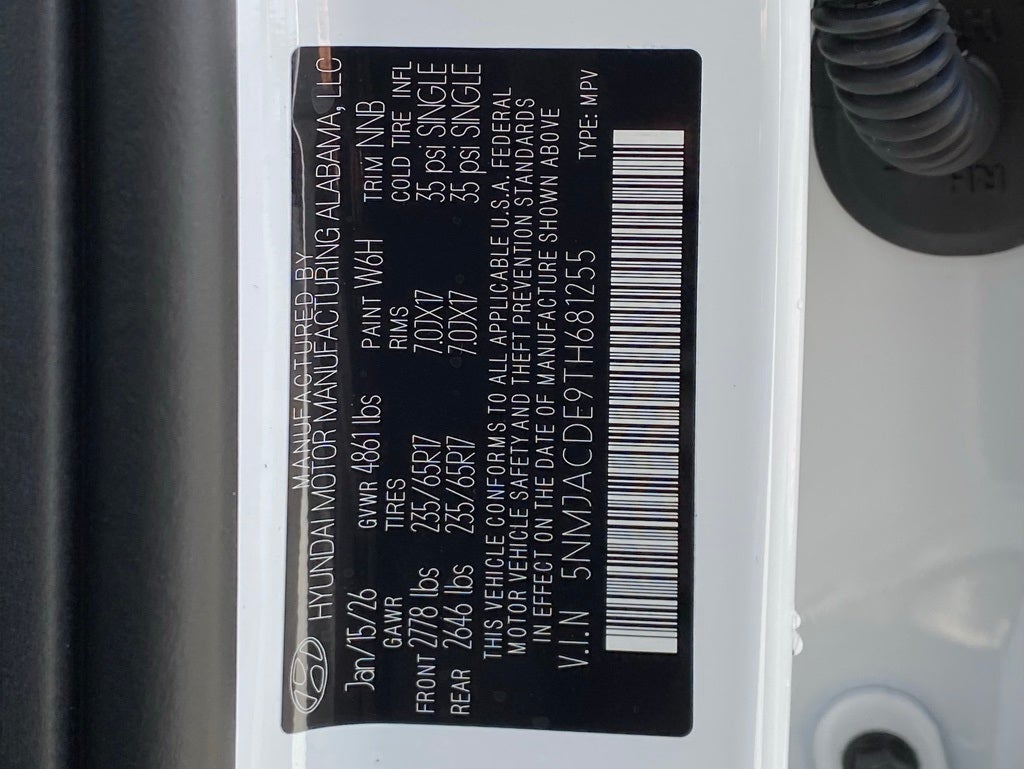 MANUFACTURED BY
HYUNDAI MOTOR MANUFACTURING ALABAMA, LLC
Jan/15/26 GVWR 4861 lbs PAINT W6H TRIM NNB
GAWR TIRES RIMS COLD TIRE INFL
FRONT 2778 lbs 235/65R17 7.0JX17 35 psi SINGLE
REAR 2646 lbs 235/65R17 7.0JX17 35 psi SINGLE
THIS VEHICLE CONFORMS TO ALL APPLICABLE U.S.A. FEDERAL
MOTOR VEHICLE SAFETY AND THEFT PREVENTION STANDARDS
IN EFFECT ON THE DATE OF MANUFACTURE SHOWN ABOVE
V.I.N 5NMJACDE9TH681255 TYPE: MPV